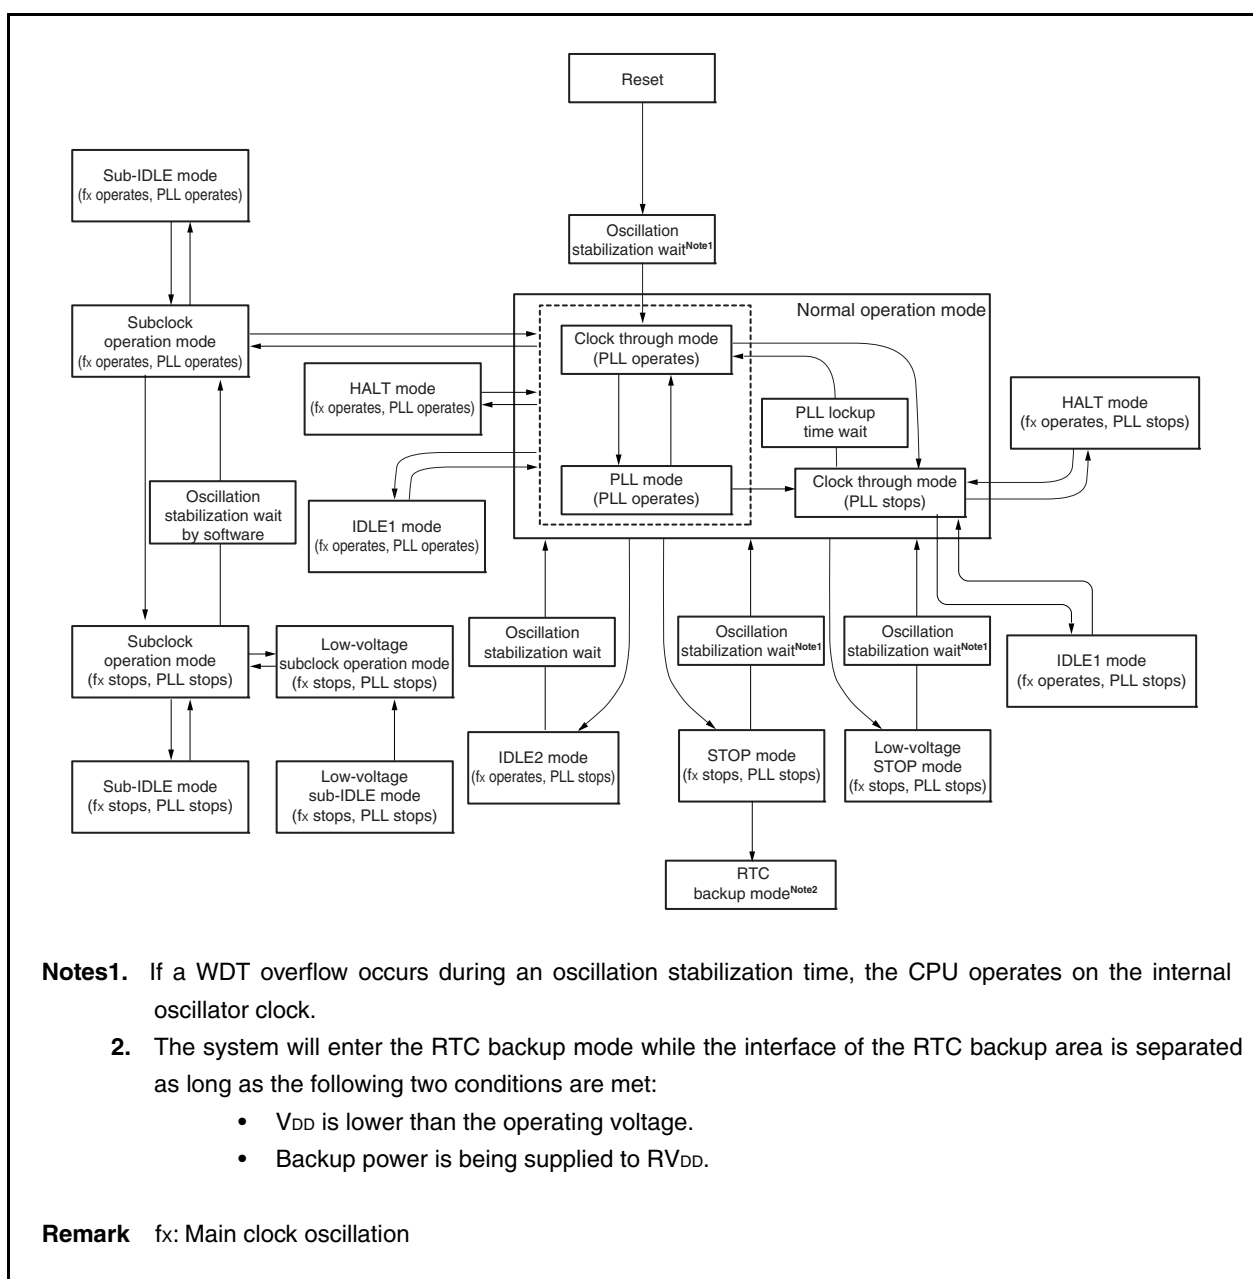 Reset
Sub-IDLE mode
(fx operates, PLL operates)
Oscillation
stabilization waitNote1
Normal operation mode
Subclock
operation mode
(fx operates, PLL operates)
Clock through mode
(PLL operates)
HALT mode
(fx operates, PLL operates)
PLL lockup
time wait
HALT mode
(fx operates, PLL stops)
PLL mode
(PLL operates)
Clock through mode
(PLL stops)
Oscillation
stabilization wait
by software
IDLE1 mode
(fx operates, PLL operates)
Subclock
operation mode
(fx stops, PLL stops)
Low-voltage
subclock operation mode
(fx stops, PLL stops)
Oscillation
stabilization wait
Oscillation
stabilization waitNote1
Oscillation
stabilization waitNote1
IDLE1 mode
(fx operates, PLL stops)
Sub-IDLE mode
(fx stops, PLL stops)
Low-voltage
sub-IDLE mode
(fx stops, PLL stops)
IDLE2 mode
(fx operates, PLL stops)
STOP mode
(fx stops, PLL stops)
Low-voltage
STOP mode
(fx stops, PLL stops)
RTC
backup modeNote2
Notes1. If a WDT overflow occurs during an oscillation stabilization time, the CPU operates on the internal
oscillator clock.
2. The system will enter the RTC backup mode while the interface of the RTC backup area is separated
as long as the following two conditions are met:
• VDD is lower than the operating voltage.
• Backup power is being supplied to RVDD.
Remark fx: Main clock oscillation